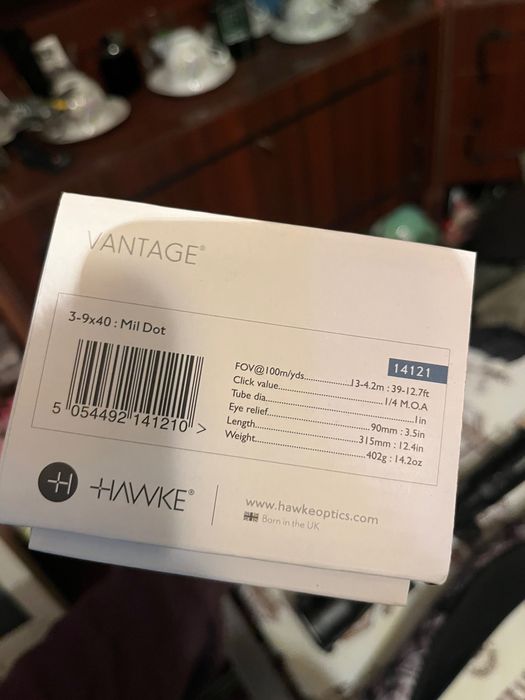 VANTAGE®
3-9x40 : Mil Dot
5 054492 141210 >
14121
FOV@100m/yds............13-4.2m : 39-12.7ft
Click value............1/4 M.O.A
Tube dia............1in
Eye relief............90mm : 3.5in
Length............315mm : 12.4in
Weight............402g : 14.2oz
HAWKE®
www.hawkeoptics.com
Born in the UK